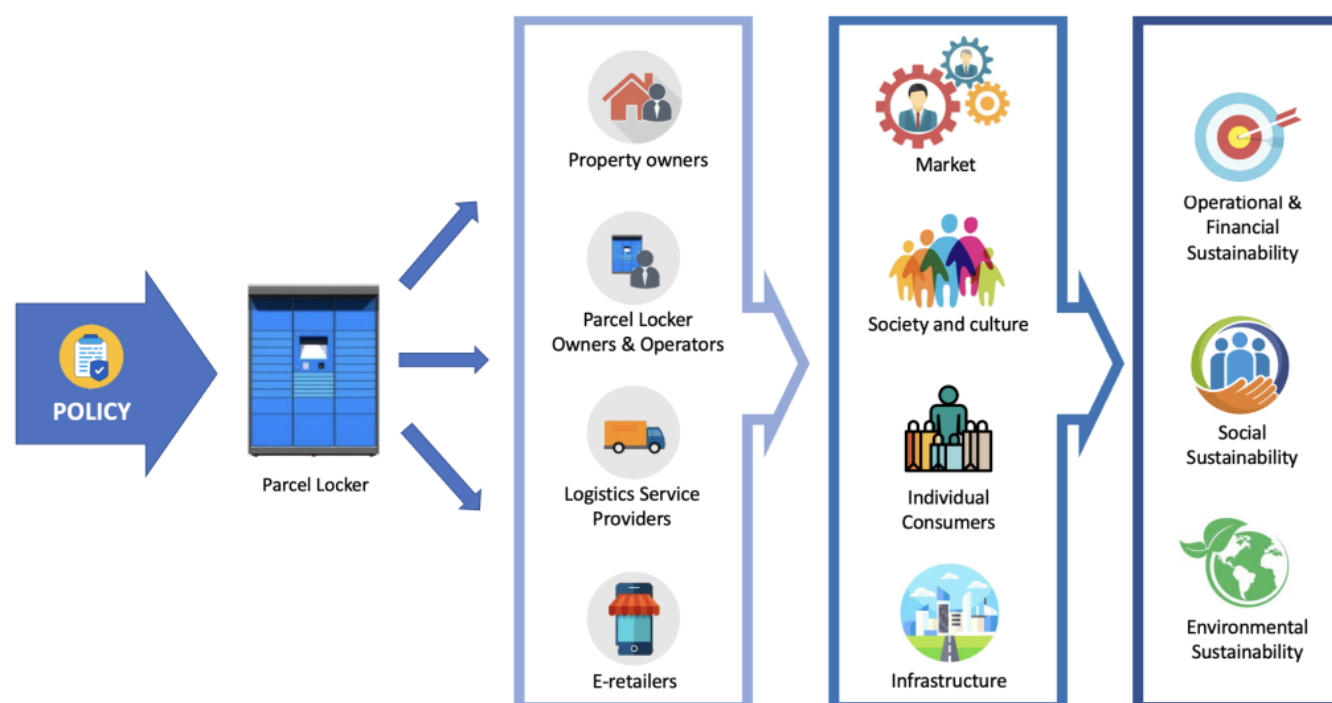 POLICY
Parcel Locker
Property owners
Parcel Locker
Owners & Operators
Logistics Service
Providers
E-retailers
Market
Society and culture
Individual
Consumers
Infrastructure
Operational &
Financial
Sustainability
Social
Sustainability
Environmental
Sustainability